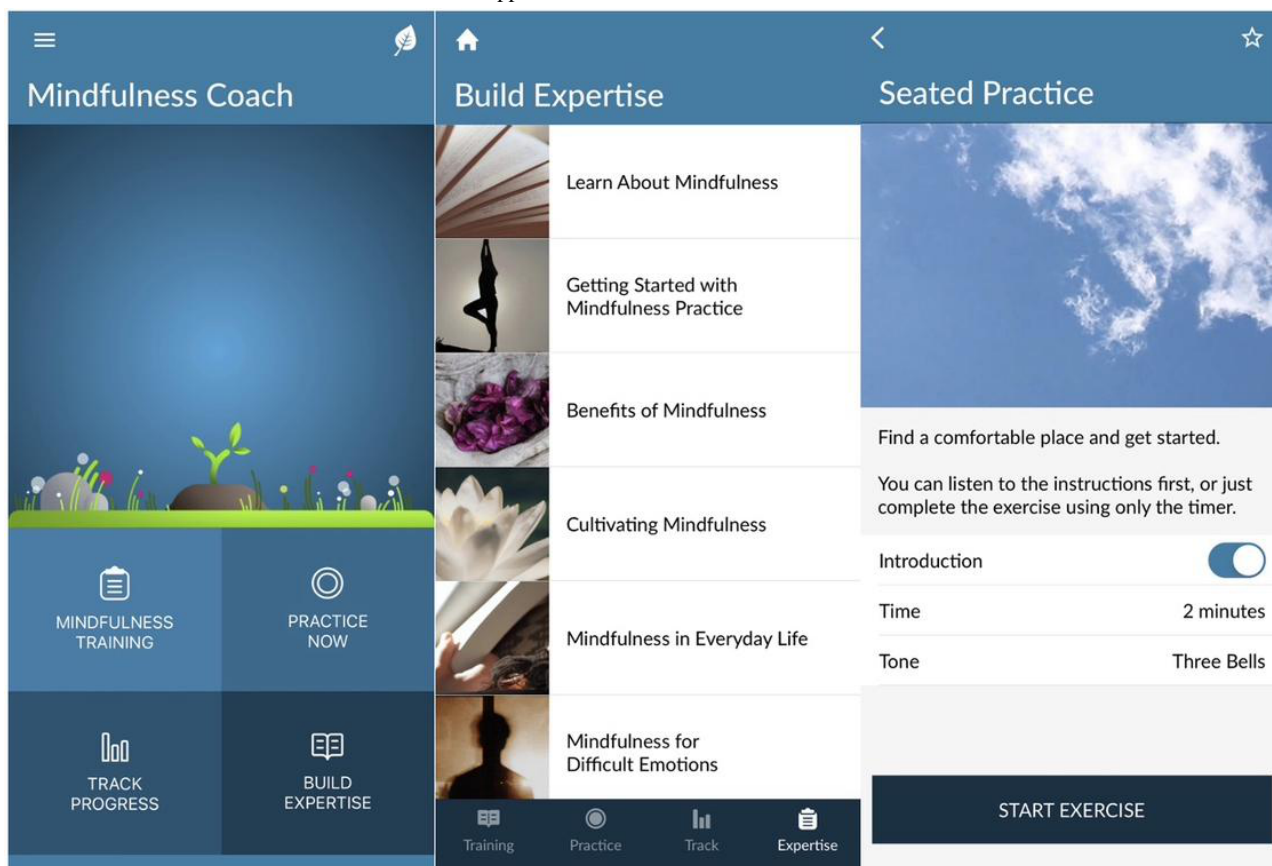 Mindfulness Coach
MINDFULNESS
TRAINING
PRACTICE
NOW
TRACK
PROGRESS
BUILD
EXPERTISE
Build Expertise
Learn About Mindfulness
Getting Started with
Mindfulness Practice
Benefits of Mindfulness
Cultivating Mindfulness
Mindfulness in Everyday Life
Mindfulness for
Difficult Emotions
Training
Practice
Track
Expertise
Seated Practice
Find a comfortable place and get started.
You can listen to the instructions first, or just
complete the exercise using only the timer.
Introduction
Time 2 minutes
Tone Three Bells
START EXERCISE